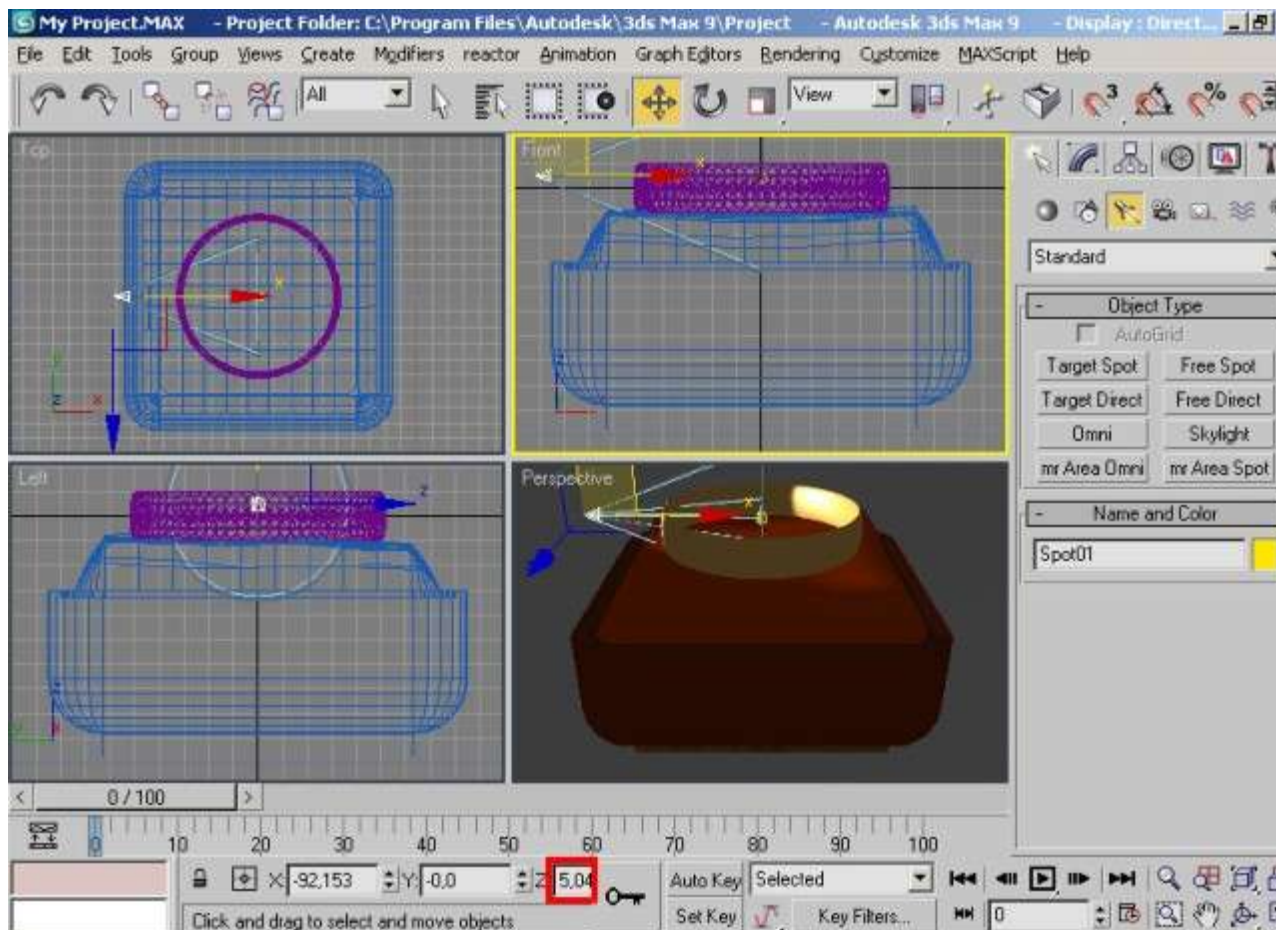 My Project.MAX - Project Folder: C:\Program Files\Autodesk\3ds Max 9\Project - Autodesk 3ds Max 9 - Display : Direct...
File Edit Tools Group Views Create Modifiers reactor Animation Graph Editors Rendering Customize MAXScript Help
All View 3 %
Top Front
Standard
- Object Type
AutoGrid
Target Spot Free Spot
Target Direct Free Direct
Omni Skylight
mr Area Omni mr Area Spot
Left Perspective
- Name and Color
Spot01
< 0 / 100 >
0 10 20 30 40 50 60 70 80 90 100
X: -92,153 Y: -0,0 Z 5,04 Auto Key Selected
Click and drag to select and move objects Set Key Key Filters... 0